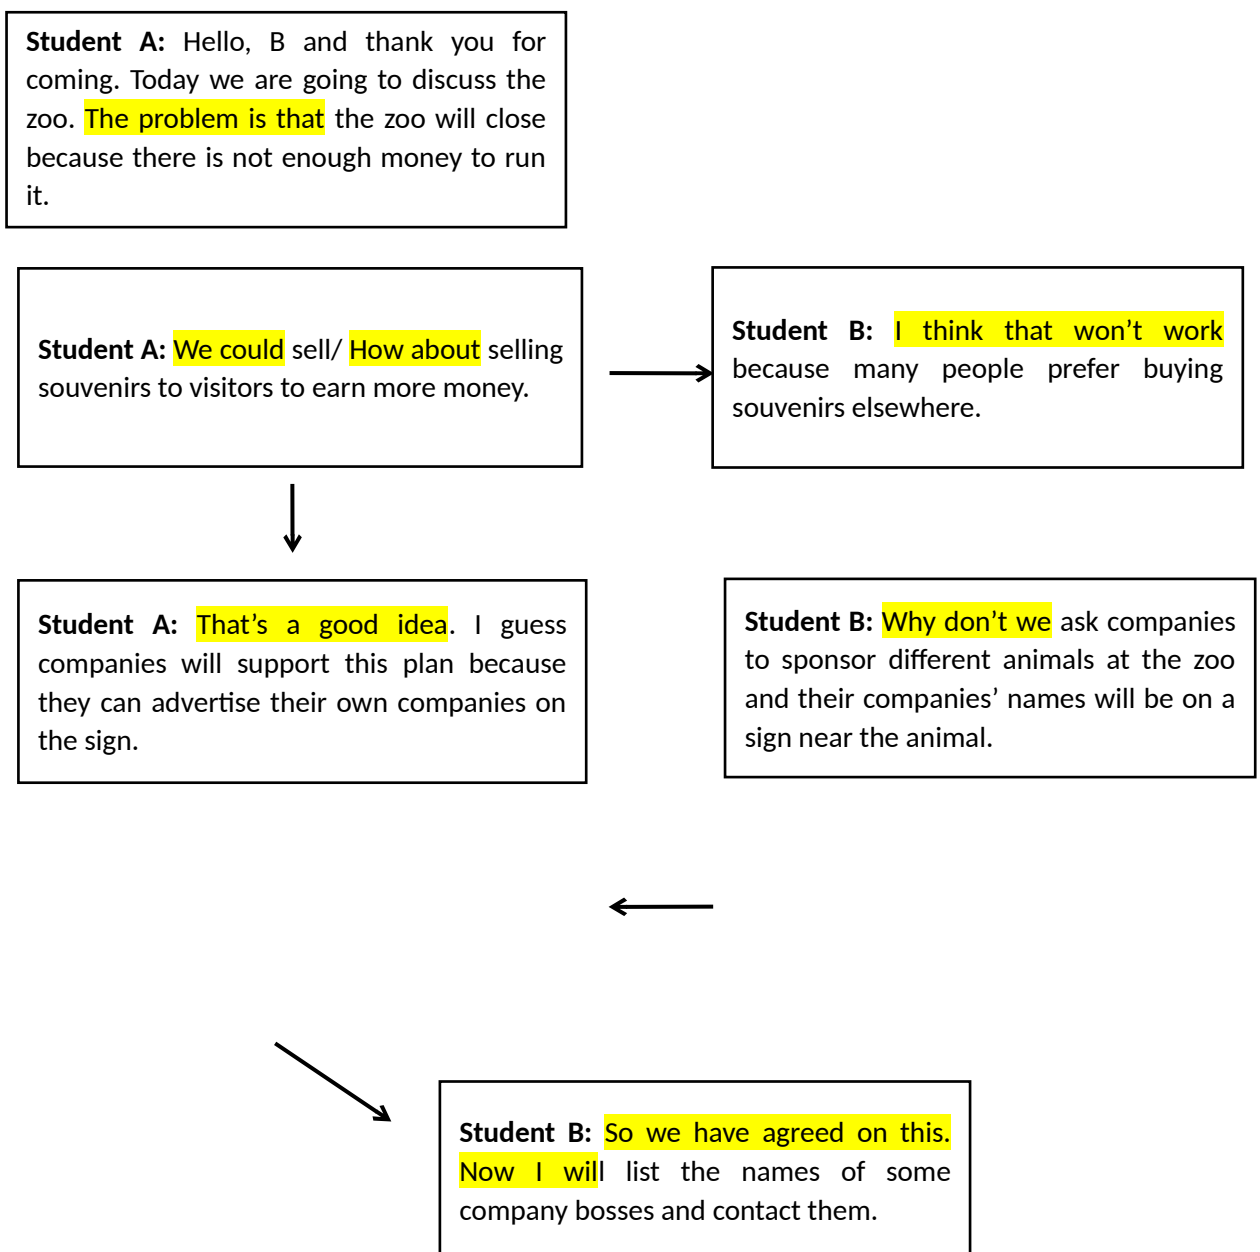 Student A: Hello, B and thank you for
coming. Today we are going to discuss the
zoo. The problem is that the zoo will close
because there is not enough money to run
it.
Student A: We could sell/ How about selling
souvenirs to visitors to earn more money.
Student B: I think that won’t work
because many people prefer buying
souvenirs elsewhere.
Student A: That’s a good idea. I guess
companies will support this plan because
they can advertise their own companies on
the sign.
Student B: Why don’t we ask companies
to sponsor different animals at the zoo
and their companies’ names will be on a
sign near the animal.
Student B: So we have agreed on this.
Now I will list the names of some
company bosses and contact them.